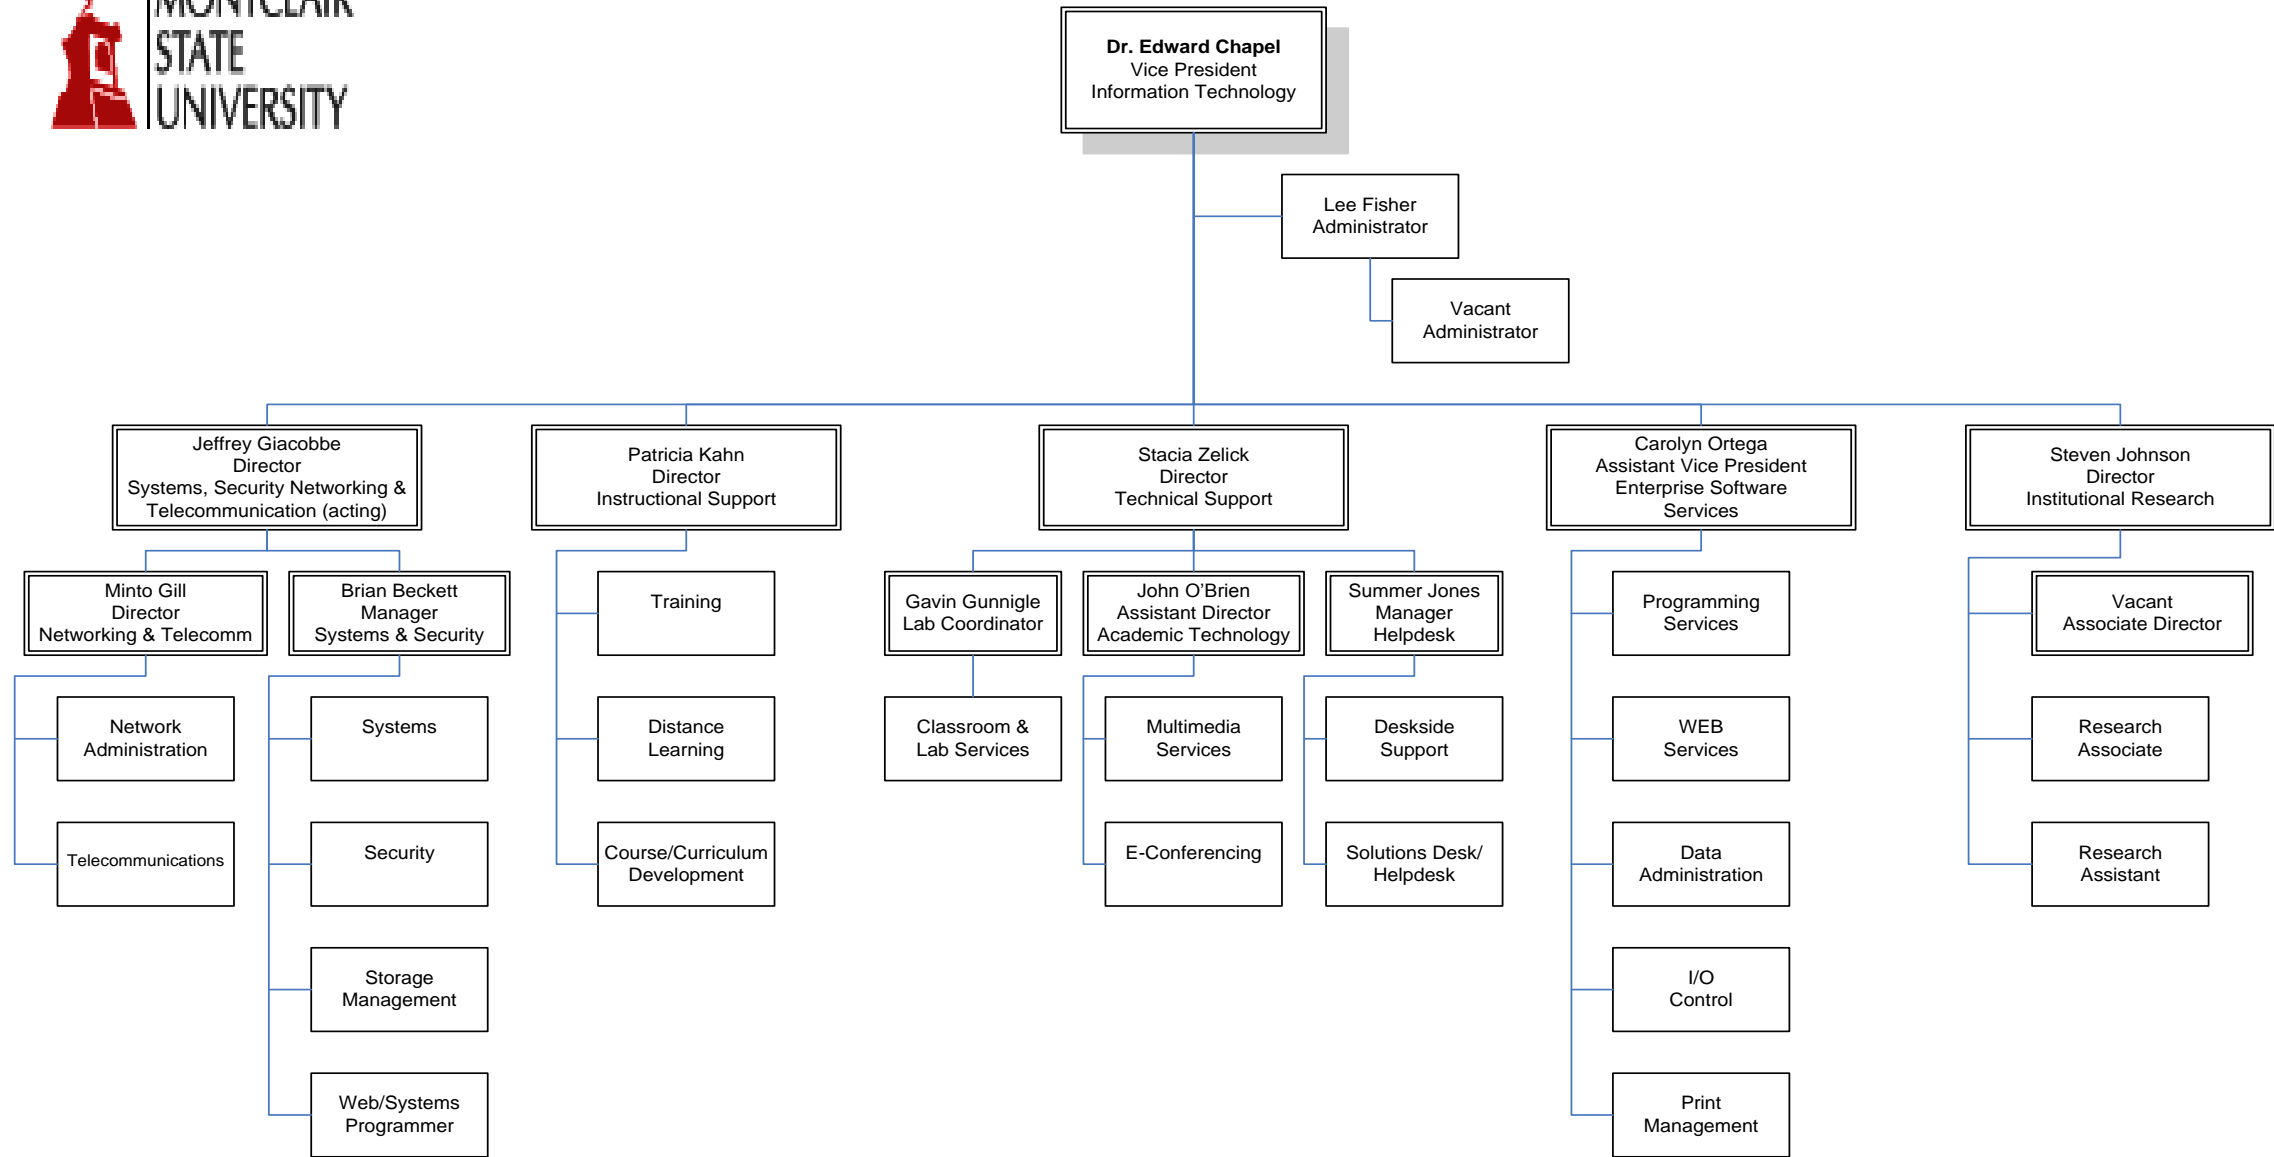 MONTCLAIR
STATE
UNIVERSITY
Dr. Edward Chapel
Vice President
Information Technology
Lee Fisher
Administrator
Vacant
Administrator
Jeffrey Giacobbe
Director
Systems, Security Networking &
Telecommunication (acting)
Patricia Kahn
Director
Instructional Support
Stacia Zelick
Director
Technical Support
Carolyn Ortega
Assistant Vice President
Enterprise Software
Services
Steven Johnson
Director
Institutional Research
Minto Gill
Director
Networking & Telecomm
Brian Beckett
Manager
Systems & Security
Training
Gavin Gunnigle
Lab Coordinator
John O’Brien
Assistant Director
Academic Technology
Summer Jones
Manager
Helpdesk
Programming
Services
Vacant
Associate Director
Network
Administration
Systems
Distance
Learning
Classroom &
Lab Services
Multimedia
Services
Deskside
Support
WEB
Services
Research
Associate
Telecommunications
Security
Course/Curriculum
Development
E-Conferencing
Solutions Desk/
Helpdesk
Data
Administration
Research
Assistant
Storage
Management
I/O
Control
Web/Systems
Programmer
Print
Management